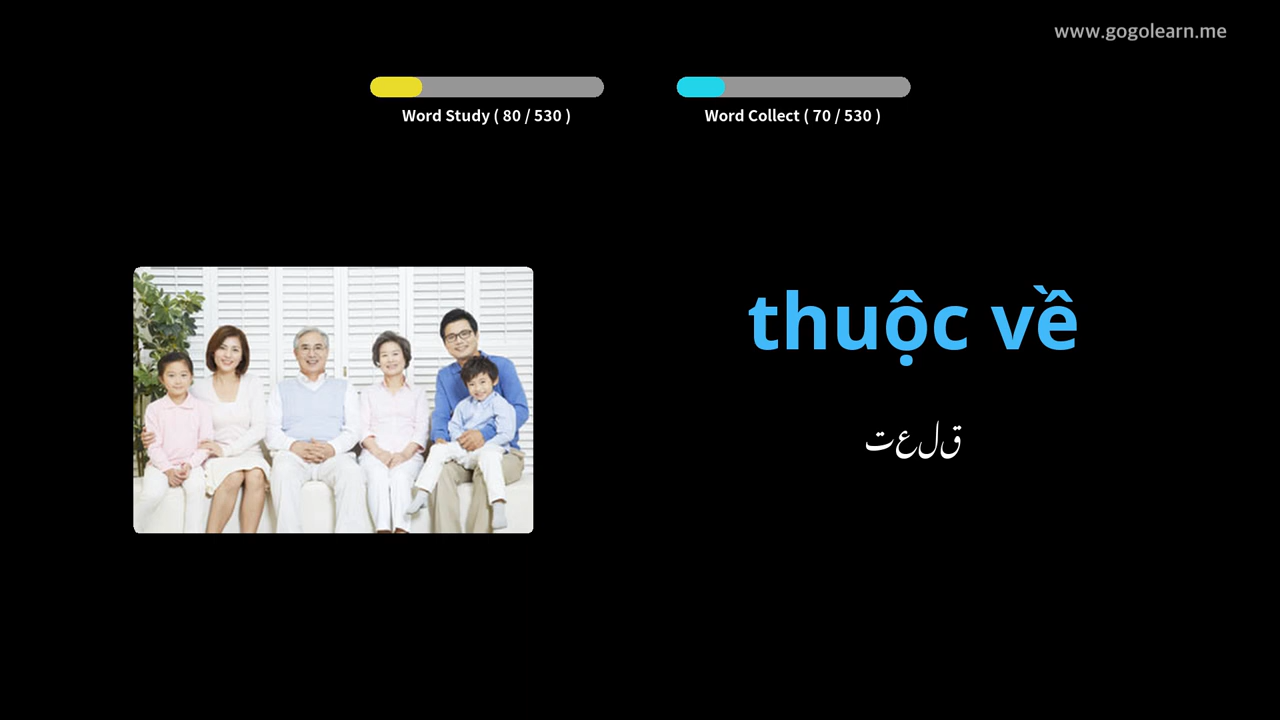 www.gogolearn.me
Word Study ( 80 / 530 )
Word Collect ( 70 / 530 )
thuộc về
تعلق